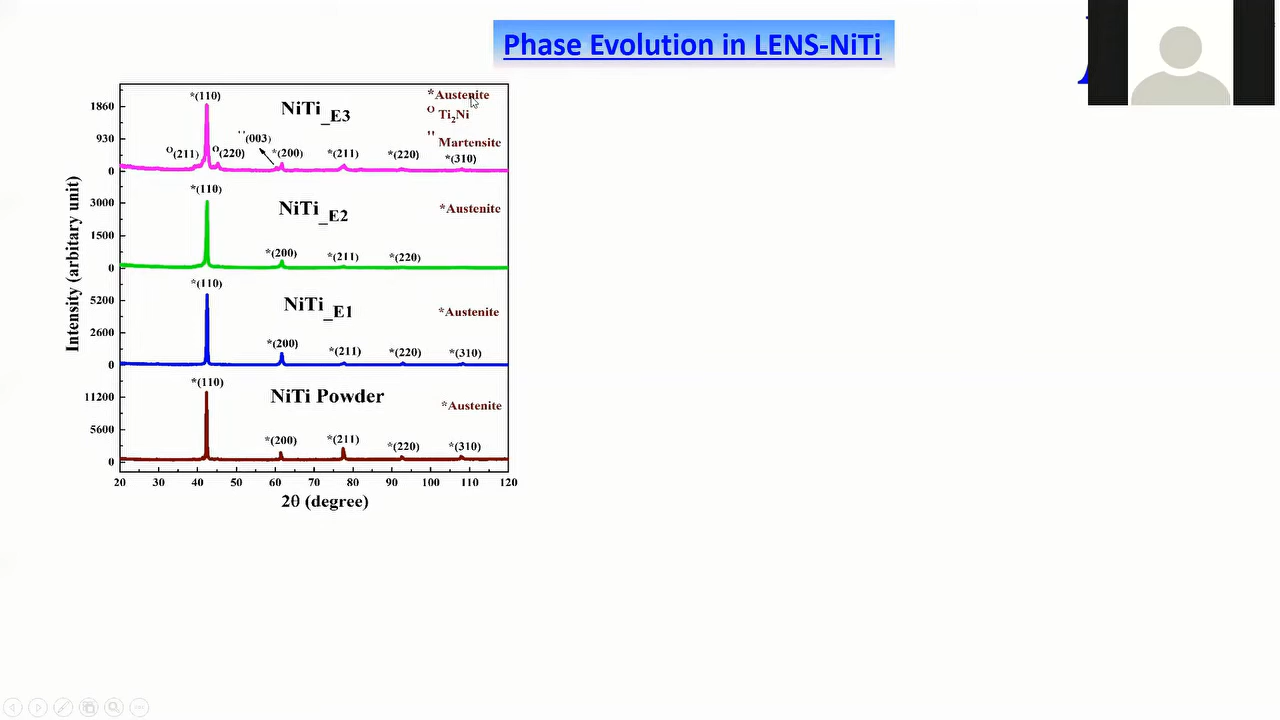 Phase Evolution in LENS-NiTi
*(110)
NiTi_E3
*Austenite
O Ti2Ni
" Martensite
1860
930
0
O(211)
O(220)
"(003)
*(200)
*(211)
*(220)
*(310)
*(110)
NiTi_E2
*Austenite
3000
1500
0
*(200)
*(211)
*(220)
*(110)
NiTi_E1
*Austenite
5200
2600
0
*(200)
*(211)
*(220)
*(310)
*(110)
NiTi Powder
*Austenite
11200
5600
0
*(200)
*(211)
*(220)
*(310)
Intensity (arbitary unit)
20 30 40 50 60 70 80 90 100 110 120
2θ (degree)